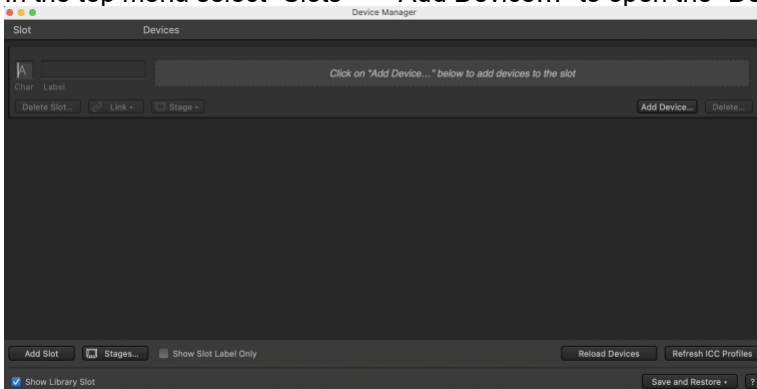 Device Manager
Slot Devices
A
Click on "Add Device..." below to add devices to the slot
Char Label
Delete Slot... Link Stage Add Device... Delete...
Add Slot Stages... Show Slot Label Only Reload Devices Refresh ICC Profiles
Show Library Slot Save and Restore ?